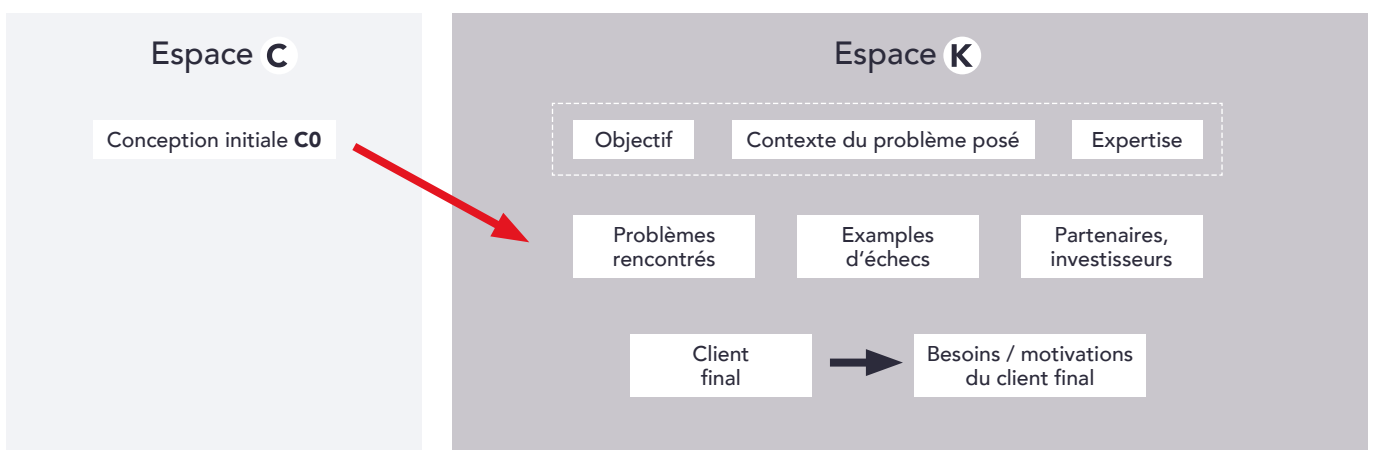 Espace C
Espace K
Conception initiale C0
Objectif
Contexte du problème posé
Expertise
Problèmes
rencontrés
Examples
d'échecs
Partenaires,
investisseurs
Client
final
Besoins / motivations
du client final